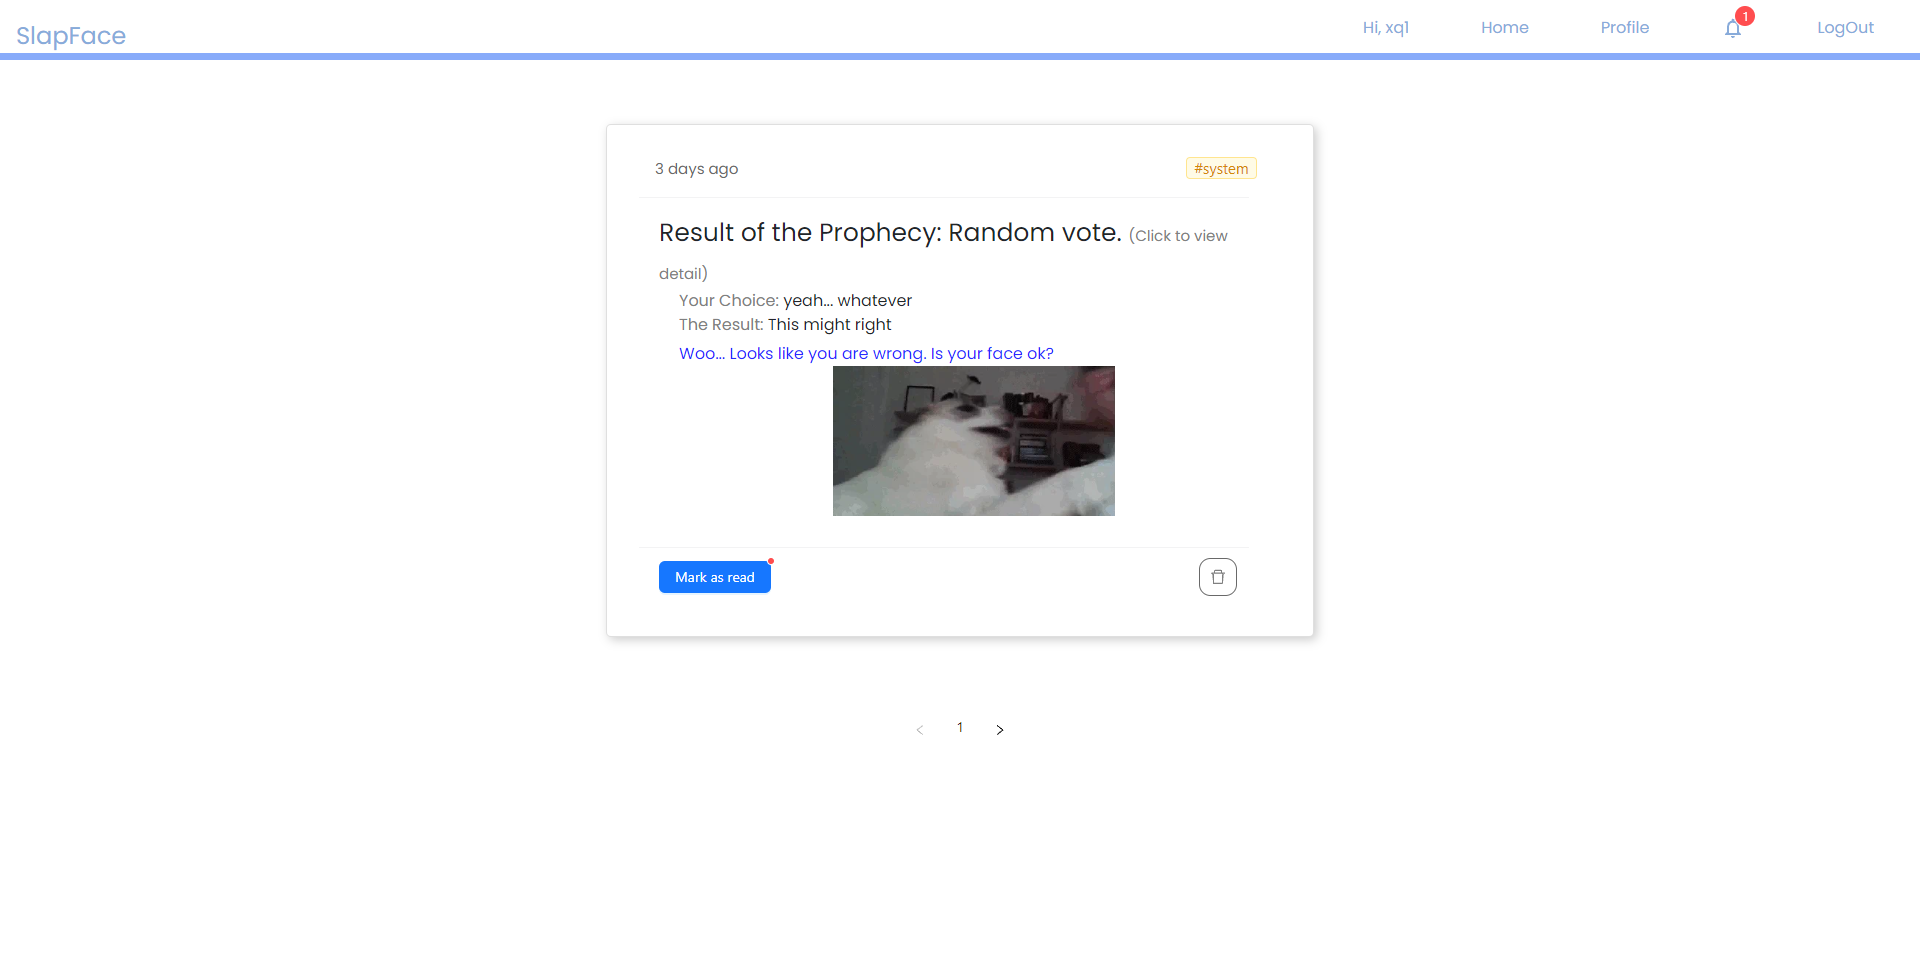 SlapFace
Hi, xq1
Home
Profile
1
LogOut
3 days ago
#system
Result of the Prophecy: Random vote. (Click to view
detail)
Your Choice: yeah... whatever
The Result: This might right
Woo... Looks like you are wrong. Is your face ok?
Mark as read
1